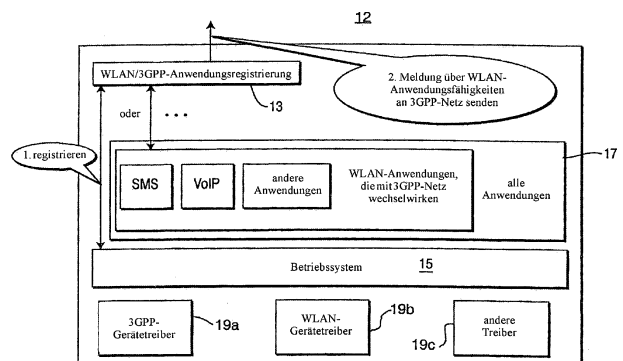 12
WLAN/3GPP-Anwendungsregistrierung
13
2. Meldung über WLAN-
Anwendungsfähigkeiten
an 3GPP-Netz senden
oder
...
1. registrieren
17
SMS
VoIP
andere
Anwendungen
WLAN-Anwendungen,
die mit 3GPP-Netz
wechselwirken
alle
Anwendungen
Betriebssystem
15
3GPP-
Gerätetreiber
19a
WLAN-
Gerätetreiber
19b
andere
Treiber
19c